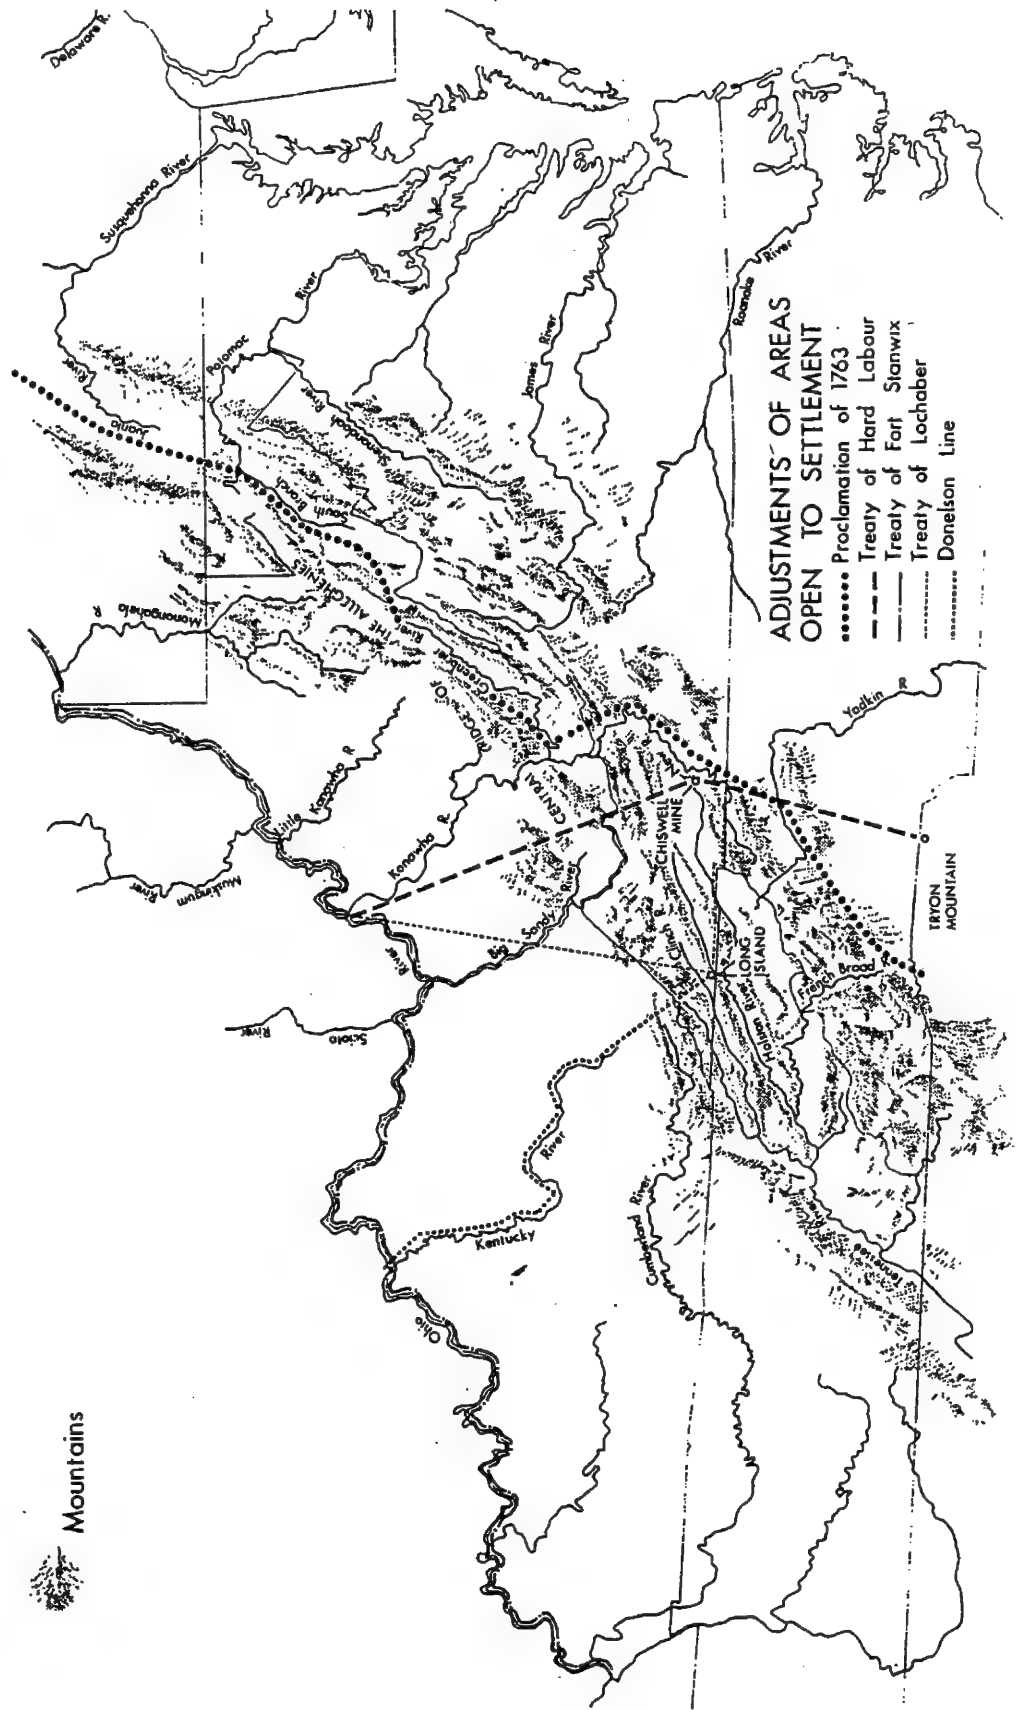 ADJUSTMENTS OF AREAS
OPEN TO SETTLEMENT
Proclamation of 1763
Treaty of Hard Labour
Treaty of Fort Stanwix
Treaty of Lochaber
Donelson Line
Mountains
Delaware R.
Susquehanna River
Juania
River
Potomac
River
Shenandoah
River
South
Branch
James
River
Roanoke
River
Monongahela
R.
THE ALLEGHENIES
Greenbrier
River
CENTRAL
RIDGE OF
Little Kanawha R
Kanawha R.
Muskingum
River
Big Sandy
River
Scioto
River
Ohio
River
Kentucky
River
Cumberland River
CHISWELL
MINE
Clinch R.
LONG
ISLAND
Holston River
French Broad R
Yadkin R
TRYON
MOUNTAIN
Tennessee
River